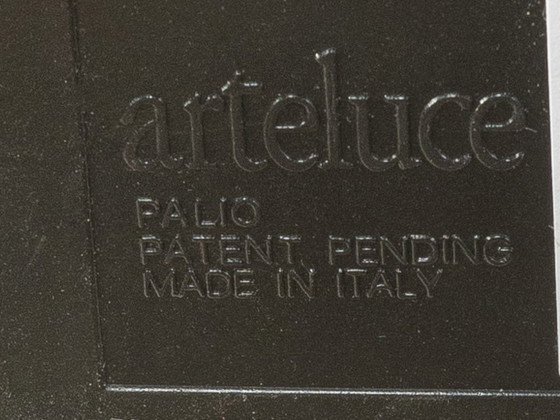 arteluce
PALIO
PATENT PENDING
MADE IN ITALY